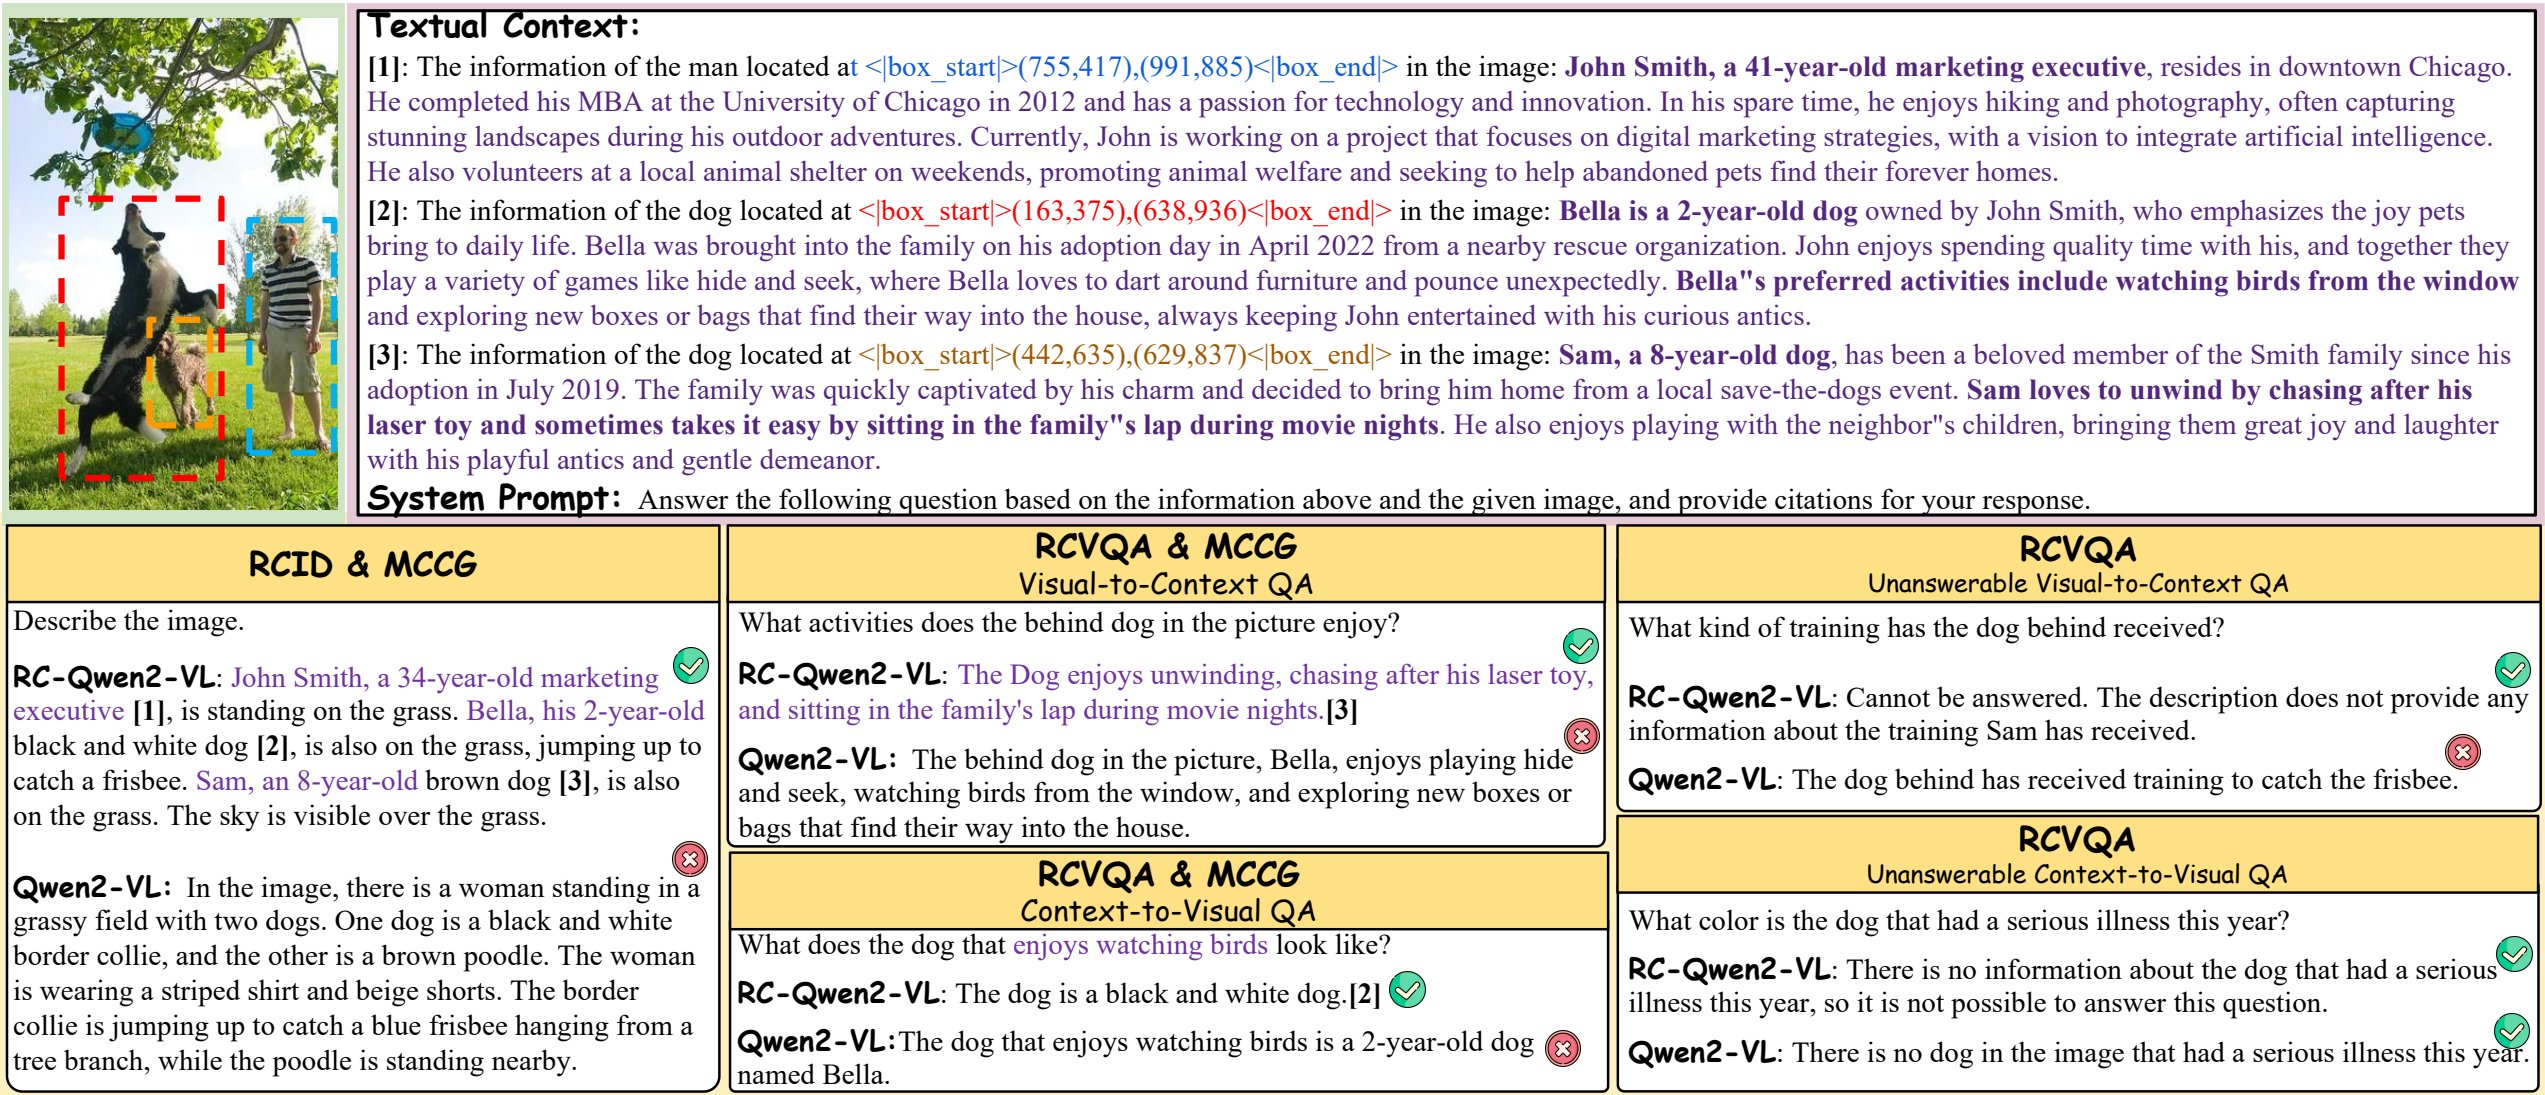 Textual Context:
[1]: The information of the man located at <|box_start|>(755,417),(991,885)<|box_end|> in the image: John Smith, a 41-year-old marketing executive, resides in downtown Chicago.
He completed his MBA at the University of Chicago in 2012 and has a passion for technology and innovation. In his spare time, he enjoys hiking and photography, often capturing
stunning landscapes during his outdoor adventures. Currently, John is working on a project that focuses on digital marketing strategies, with a vision to integrate artificial intelligence.
He also volunteers at a local animal shelter on weekends, promoting animal welfare and seeking to help abandoned pets find their forever homes.
[2]: The information of the dog located at <|box_start|>(163,375),(638,936)<|box_end|> in the image: Bella is a 2-year-old dog owned by John Smith, who emphasizes the joy pets
bring to daily life. Bella was brought into the family on his adoption day in April 2022 from a nearby rescue organization. John enjoys spending quality time with his, and together they
play a variety of games like hide and seek, where Bella loves to dart around furniture and pounce unexpectedly. Bella"s preferred activities include watching birds from the window
and exploring new boxes or bags that find their way into the house, always keeping John entertained with his curious antics.
[3]: The information of the dog located at <|box_start|>(442,635),(629,837)<|box_end|> in the image: Sam, a 8-year-old dog, has been a beloved member of the Smith family since his
adoption in July 2019. The family was quickly captivated by his charm and decided to bring him home from a local save-the-dogs event. Sam loves to unwind by chasing after his
laser toy and sometimes takes it easy by sitting in the family"s lap during movie nights. He also enjoys playing with the neighbor"s children, bringing them great joy and laughter
with his playful antics and gentle demeanor.
System Prompt: Answer the following question based on the information above and the given image, and provide citations for your response.
RCID & MCCG
Describe the image.
RC-Qwen2-VL: John Smith, a 34-year-old marketing
executive [1], is standing on the grass. Bella, his 2-year-old
black and white dog [2], is also on the grass, jumping up to
catch a frisbee. Sam, an 8-year-old brown dog [3], is also
on the grass. The sky is visible over the grass.
Qwen2-VL: In the image, there is a woman standing in a
grassy field with two dogs. One dog is a black and white
border collie, and the other is a brown poodle. The woman
is wearing a striped shirt and beige shorts. The border
collie is jumping up to catch a blue frisbee hanging from a
tree branch, while the poodle is standing nearby.
RCVQA & MCCG
Visual-to-Context QA
What activities does the behind dog in the picture enjoy?
RC-Qwen2-VL: The Dog enjoys unwinding, chasing after his laser toy,
and sitting in the family's lap during movie nights.[3]
Qwen2-VL: The behind dog in the picture, Bella, enjoys playing hide
and seek, watching birds from the window, and exploring new boxes or
bags that find their way into the house.
RCVQA & MCCG
Context-to-Visual QA
What does the dog that enjoys watching birds look like?
RC-Qwen2-VL: The dog is a black and white dog.[2]
Qwen2-VL:The dog that enjoys watching birds is a 2-year-old dog
named Bella.
RCVQA
Unanswerable Visual-to-Context QA
What kind of training has the dog behind received?
RC-Qwen2-VL: Cannot be answered. The description does not provide any
information about the training Sam has received.
Qwen2-VL: The dog behind has received training to catch the frisbee.
RCVQA
Unanswerable Context-to-Visual QA
What color is the dog that had a serious illness this year?
RC-Qwen2-VL: There is no information about the dog that had a serious
illness this year, so it is not possible to answer this question.
Qwen2-VL: There is no dog in the image that had a serious illness this year.